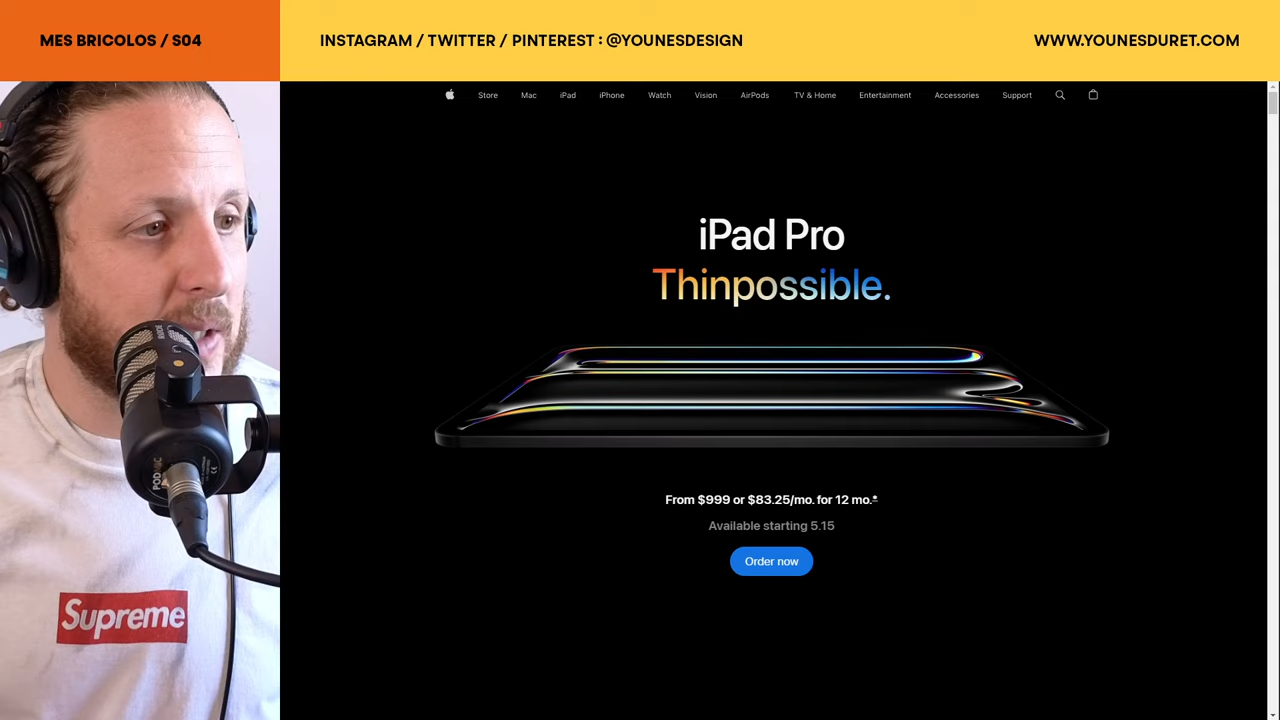 MES BRICOLOS / S04
INSTAGRAM / TWITTER / PINTEREST : @YOUNESDESIGN
WWW.YOUNESDURET.COM
Store Mac iPad iPhone Watch Vision AirPods TV & Home Entertainment Accessories Support
iPad Pro
Thinpossible.
From $999 or $83.25/mo. for 12 mo.*
Available starting 5.15
Order now
RODE
PODMIC
Supreme